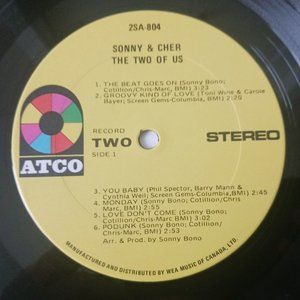 2SA-804
SONNY & CHER
THE TWO OF US
1. THE BEAT GOES ON (Sonny Bono;
Cotillion/Chris-Marc, BMI) 3:23
2. GROOVY KIND OF LOVE (Toni Wine & Carole
Bayer; Screen Gems-Columbia, BMI) 2:20
RECORD
TWO
SIDE 1
STEREO
ATCO
3. YOU BABY (Phil Spector, Barry Mann &
Cynthia Weil; Screen Gems-Columbia, BMI) 2:45
4. MONDAY (Sonny Bono; Cotillion/
Chris-Marc, BMI) 2:55
5. LOVE DON'T COME (Sonny Bono;
Cotillion/Chris-Marc, BMI) 3:02
6. PODUNK (Sonny Bono; Cotillion/
Chris-Marc, BMI) 2:53
Arr. & Prod. by Sonny Bono
MANUFACTURED AND DISTRIBUTED BY WEA MUSIC OF CANADA, LTD.